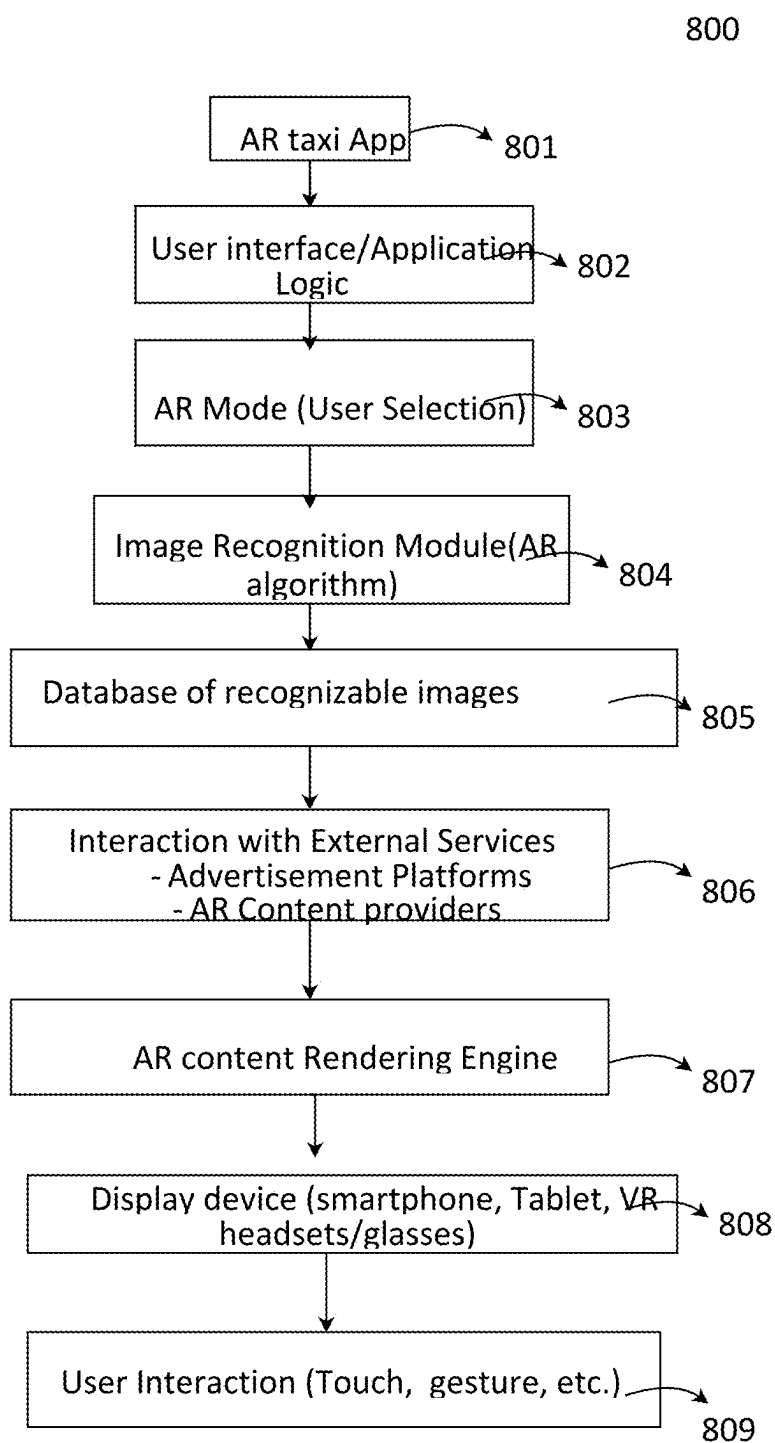 800
AR taxi App
801
User interface/Application
Logic
802
AR Mode (User Selection)
803
Image Recognition Module(AR
algorithm)
804
Database of recognizable images
805
Interaction with External Services
- Advertisement Platforms
- AR Content providers
806
AR content Rendering Engine
807
Display device (smartphone, Tablet, VR
headsets/glasses)
808
User Interaction (Touch, gesture, etc.)
809